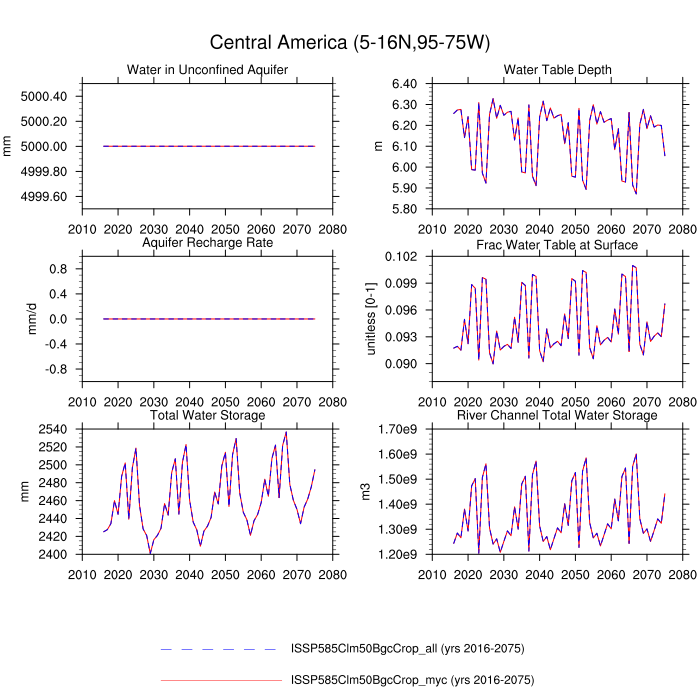 Central America (5-16N,95-75W)
Water in Unconfined Aquifer
Water Table Depth
mm
5000.40
5000.20
5000.00
4999.80
4999.60
2010 2020 2030 2040 2050 2060 2070 2080
m
6.40
6.30
6.20
6.10
6.00
5.90
5.80
2010 2020 2030 2040 2050 2060 2070 2080
Aquifer Recharge Rate
Frac Water Table at Surface
mm/d
0.8
0.4
0.0
-0.4
-0.8
2010 2020 2030 2040 2050 2060 2070 2080
unitless [0-1]
0.102
0.099
0.096
0.093
0.090
2010 2020 2030 2040 2050 2060 2070 2080
Total Water Storage
River Channel Total Water Storage
mm
2540
2520
2500
2480
2460
2440
2420
2400
2010 2020 2030 2040 2050 2060 2070 2080
m3
1.70e9
1.60e9
1.50e9
1.40e9
1.30e9
1.20e9
2010 2020 2030 2040 2050 2060 2070 2080
ISSP585Clm50BgcCrop_all (yrs 2016-2075)
ISSP585Clm50BgcCrop_myc (yrs 2016-2075)